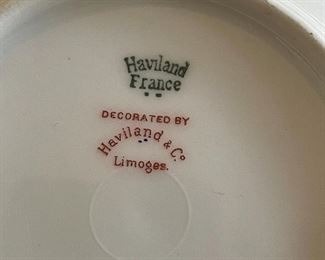 Haviland
France
DECORATED BY
Haviland & Co
Limoges.